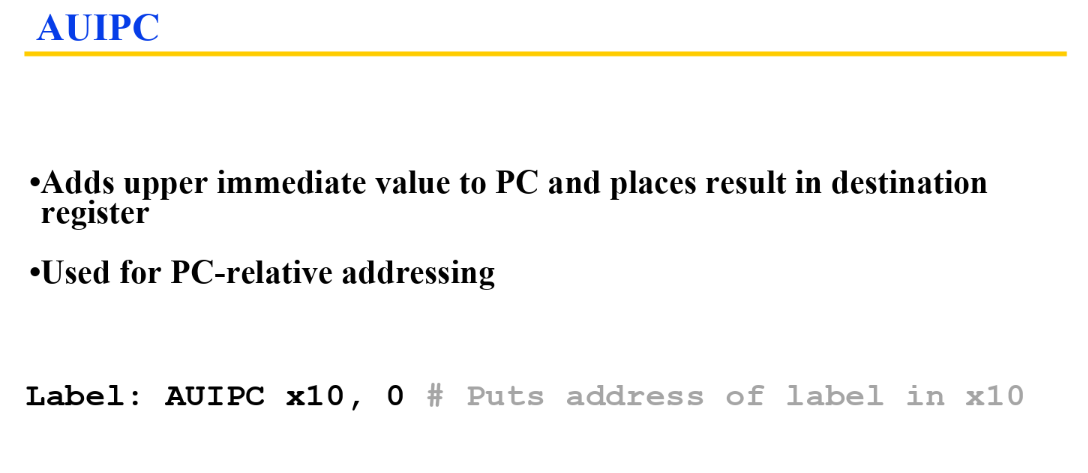 AUIPC
•Adds upper immediate value to PC and places result in destination
register
•Used for PC-relative addressing
Label: AUIPC x10, 0 # Puts address of label in x10